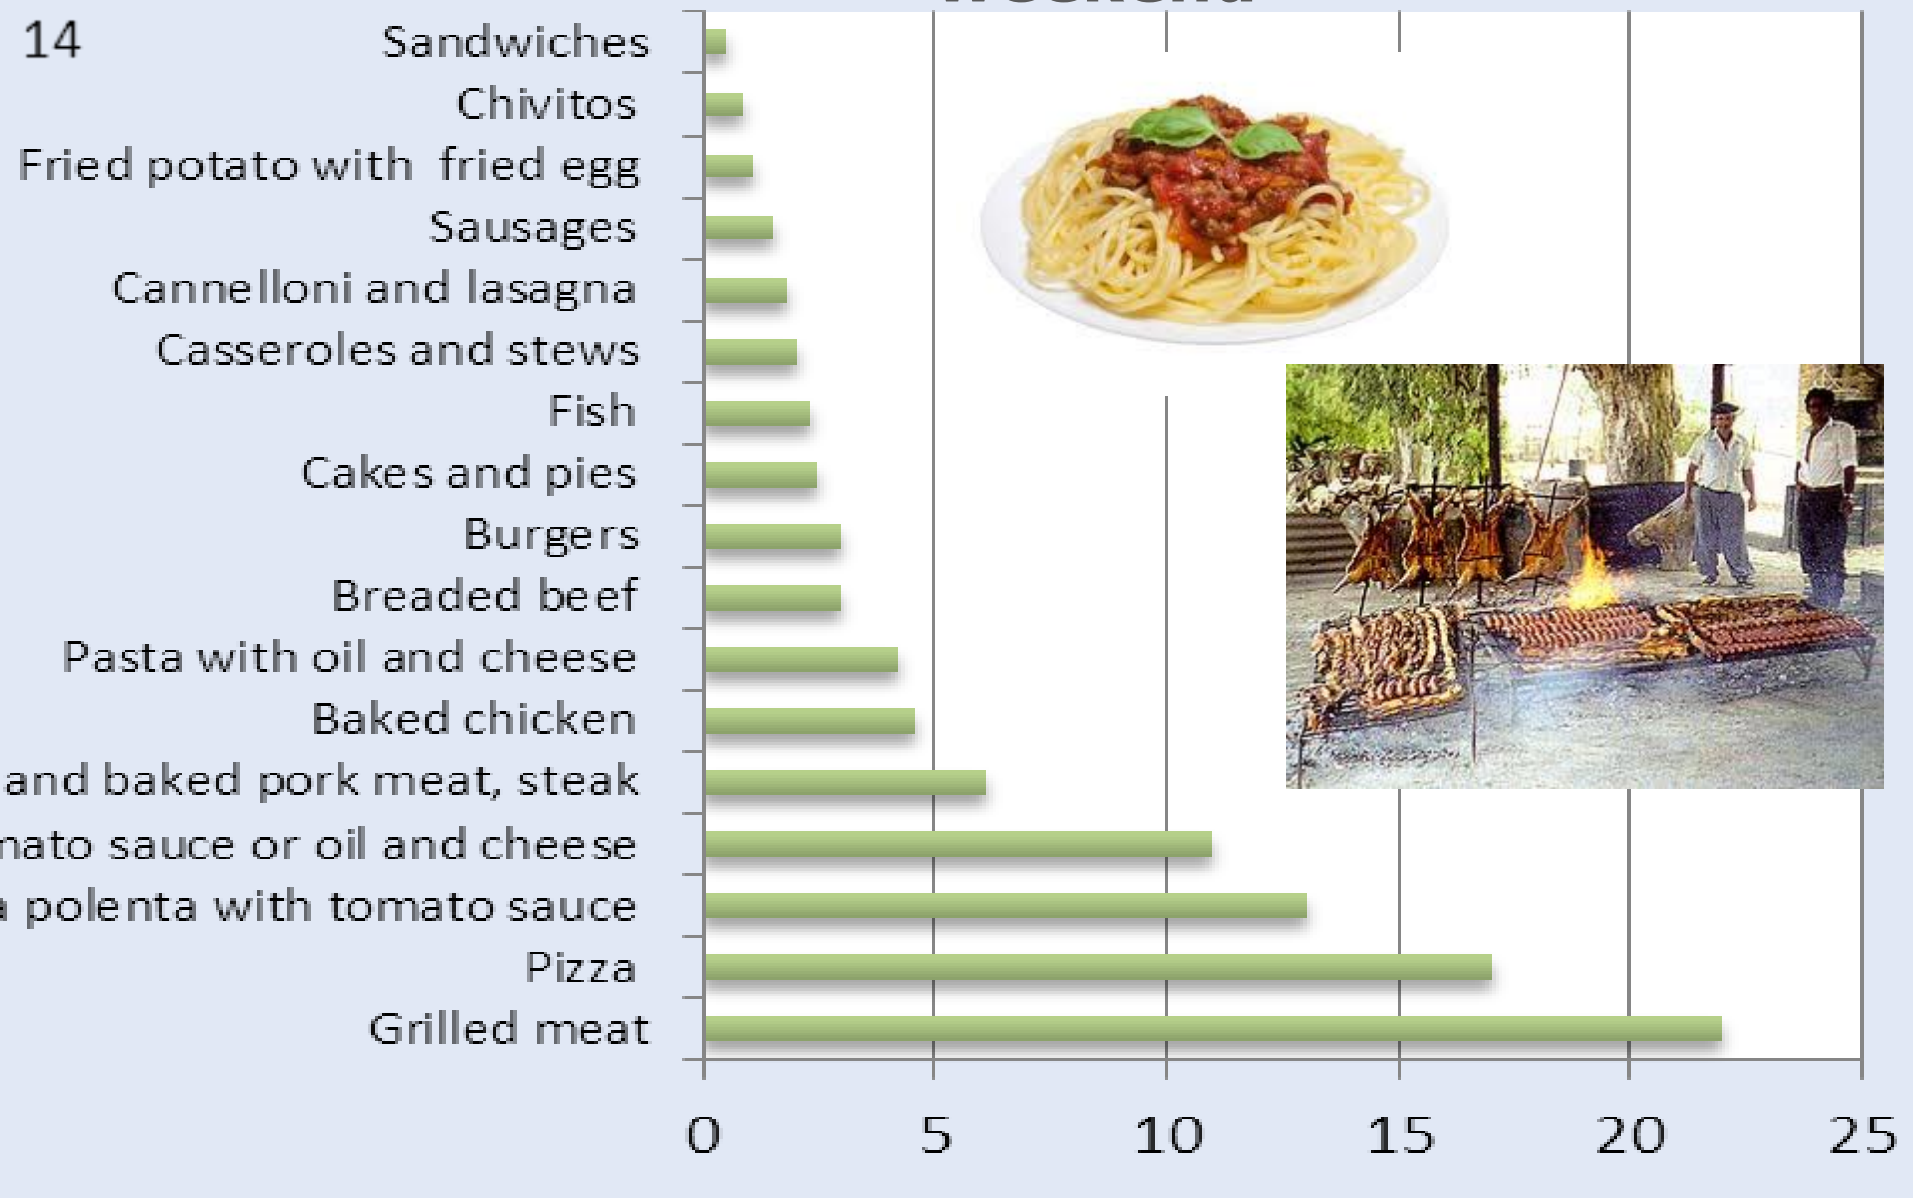 14
Sandwiches
Chivitos
Fried potato with fried egg
Sausages
Cannelloni and lasagna
Casseroles and stews
Fish
Cakes and pies
Burgers
Breaded beef
Pasta with oil and cheese
Baked chicken
and baked pork meat, steak
sauce or oil and cheese
polenta with tomato sauce
Pizza
Grilled meat
0 5 10 15 20 25